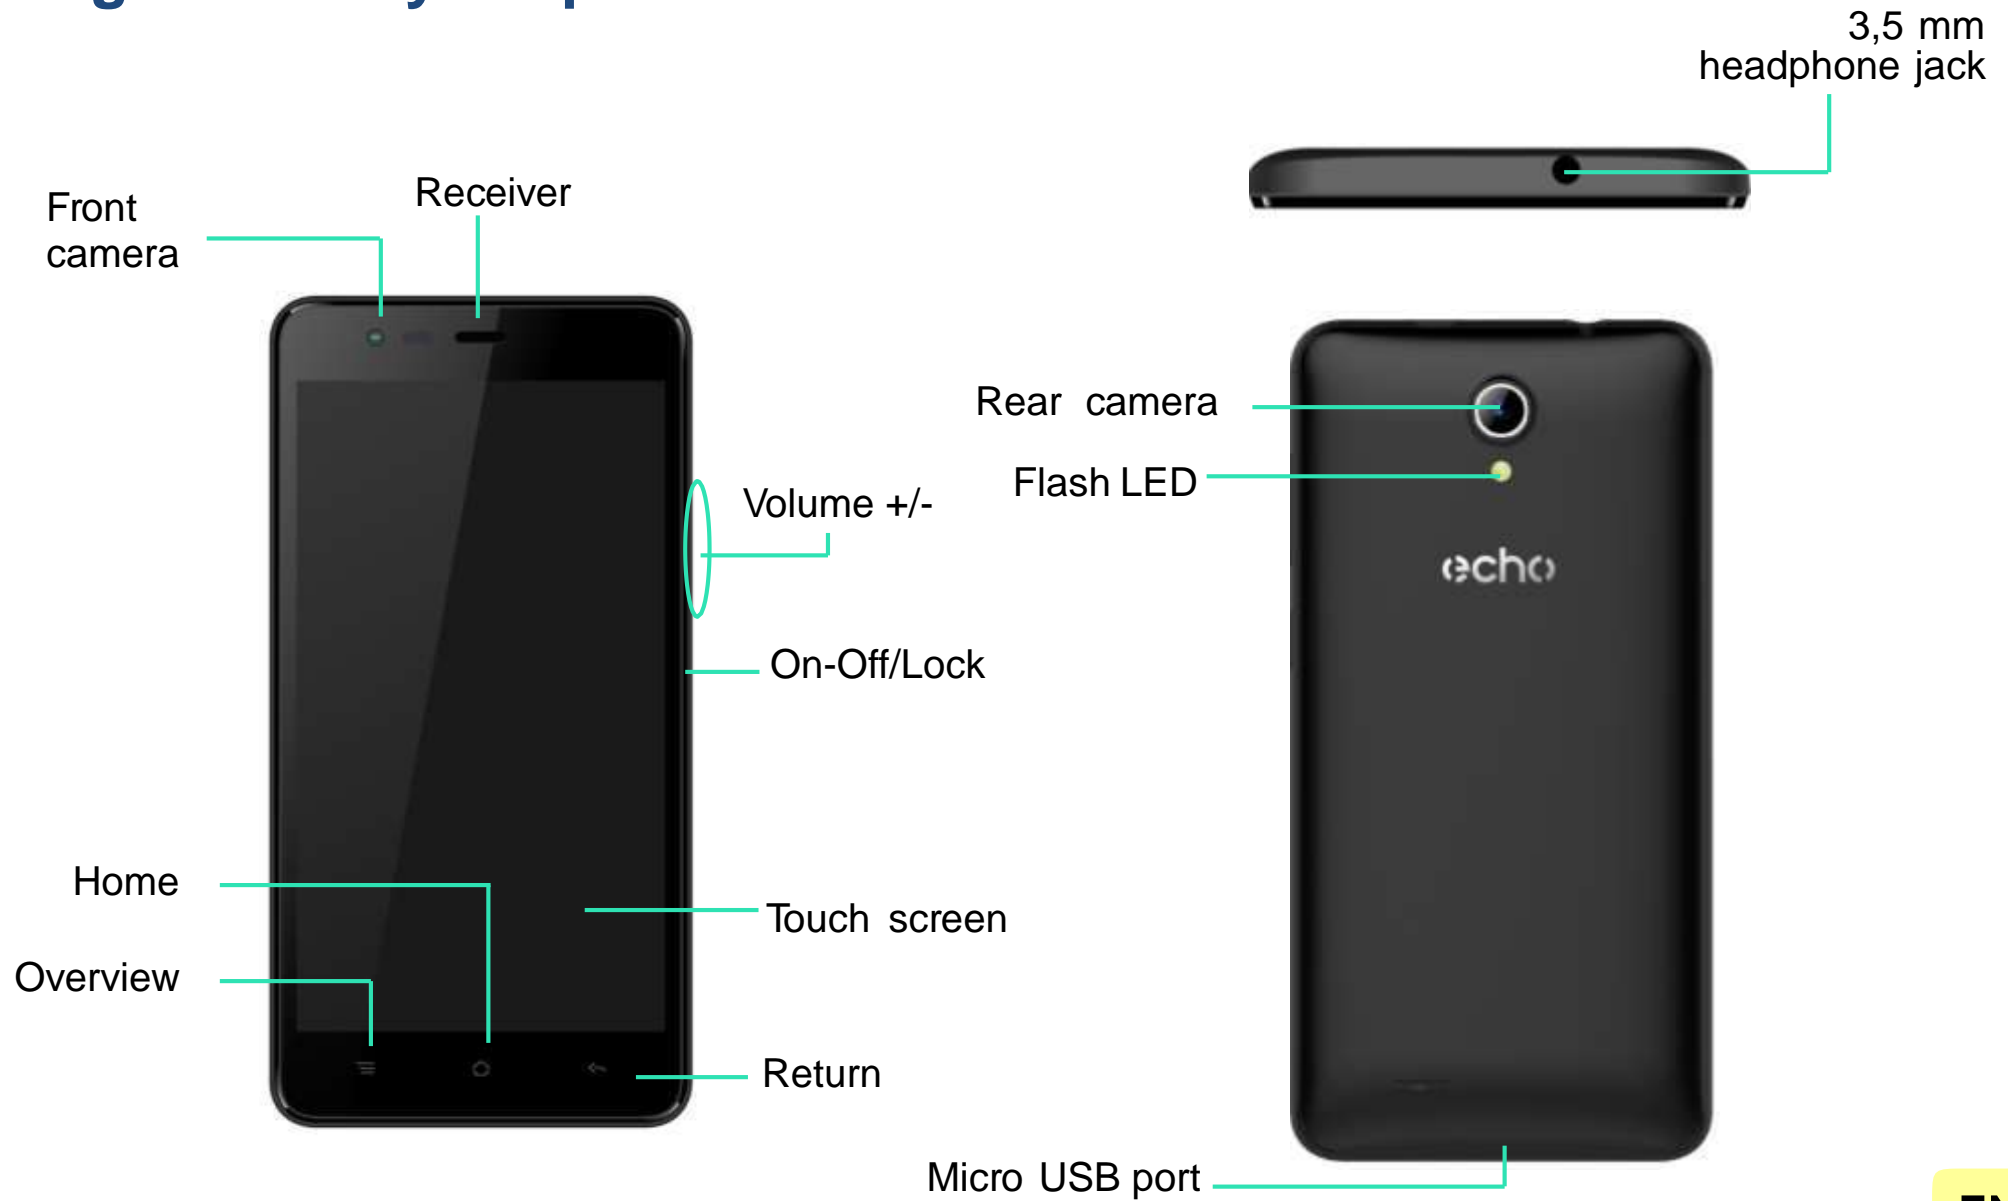 3,5 mm
headphone jack
Receiver
Front
camera
Rear camera
Flash LED
Volume +/-
echo
On-Off/Lock
Home
Touch screen
Overview
Return
Micro USB port